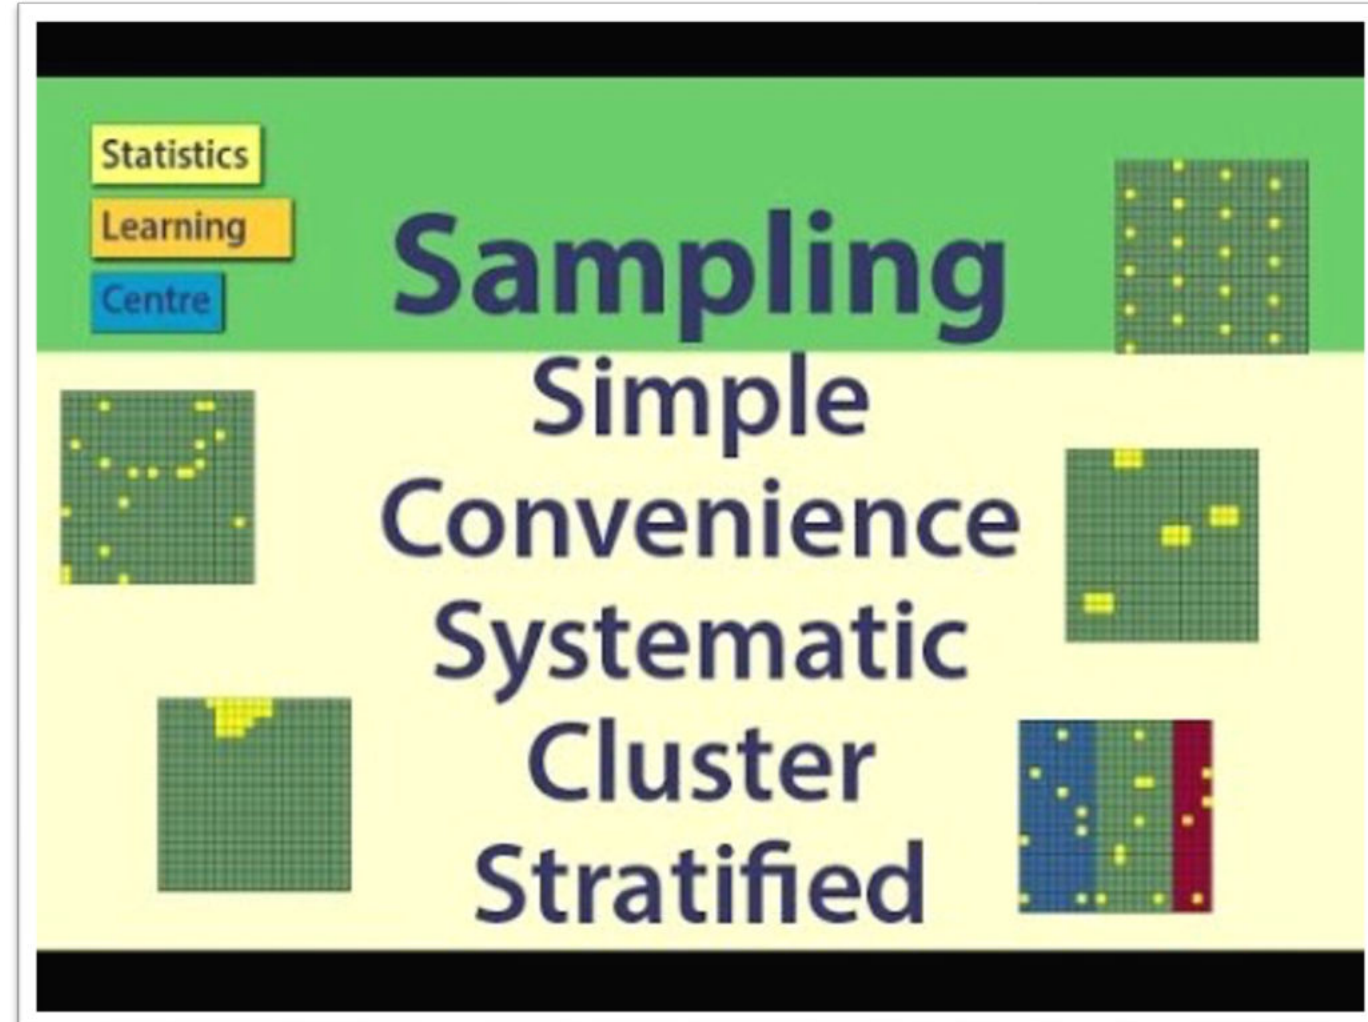 Statistics
Learning
Centre
Sampling
Simple
Convenience
Systematic
Cluster
Stratified